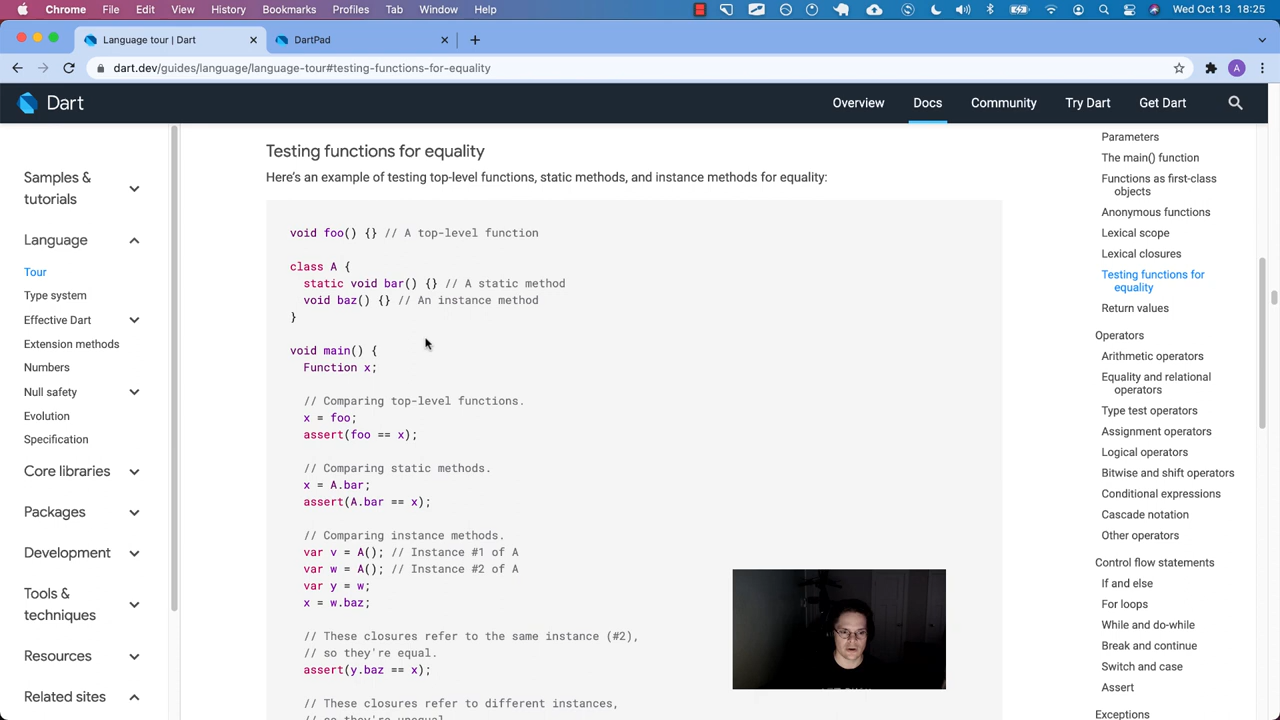 Chrome File Edit View History Bookmarks Profiles Tab Window Help Wed Oct 13 18:25
Language tour | Dart
DartPad
dart.dev/guides/language/language-tour#testing-functions-for-equality
A
Dart
Overview Docs Community Try Dart Get Dart
Samples &
tutorials
Language
Tour
Type system
Effective Dart
Extension methods
Numbers
Null safety
Evolution
Specification
Core libraries
Packages
Development
Tools &
techniques
Resources
Related sites
Testing functions for equality
Here's an example of testing top-level functions, static methods, and instance methods for equality:
void foo() {} // A top-level function
class A {
static void bar() {} // A static method
void baz() {} // An instance method
}
void main() {
Function x;
// Comparing top-level functions.
x = foo;
assert(foo == x);
// Comparing static methods.
x = A.bar;
assert(A.bar == x);
// Comparing instance methods.
var v = A(); // Instance #1 of A
var w = A(); // Instance #2 of A
var y = w;
x = w.baz;
// These closures refer to the same instance (#2),
// so they're equal.
assert(y.baz == x);
// These closures refer to different instances,
// so they're unequal.
Parameters
The main() function
Functions as first-class
objects
Anonymous functions
Lexical scope
Lexical closures
Testing functions for
equality
Return values
Operators
Arithmetic operators
Equality and relational
operators
Type test operators
Assignment operators
Logical operators
Bitwise and shift operators
Conditional expressions
Cascade notation
Other operators
Control flow statements
If and else
For loops
While and do-while
Break and continue
Switch and case
Assert
Exceptions